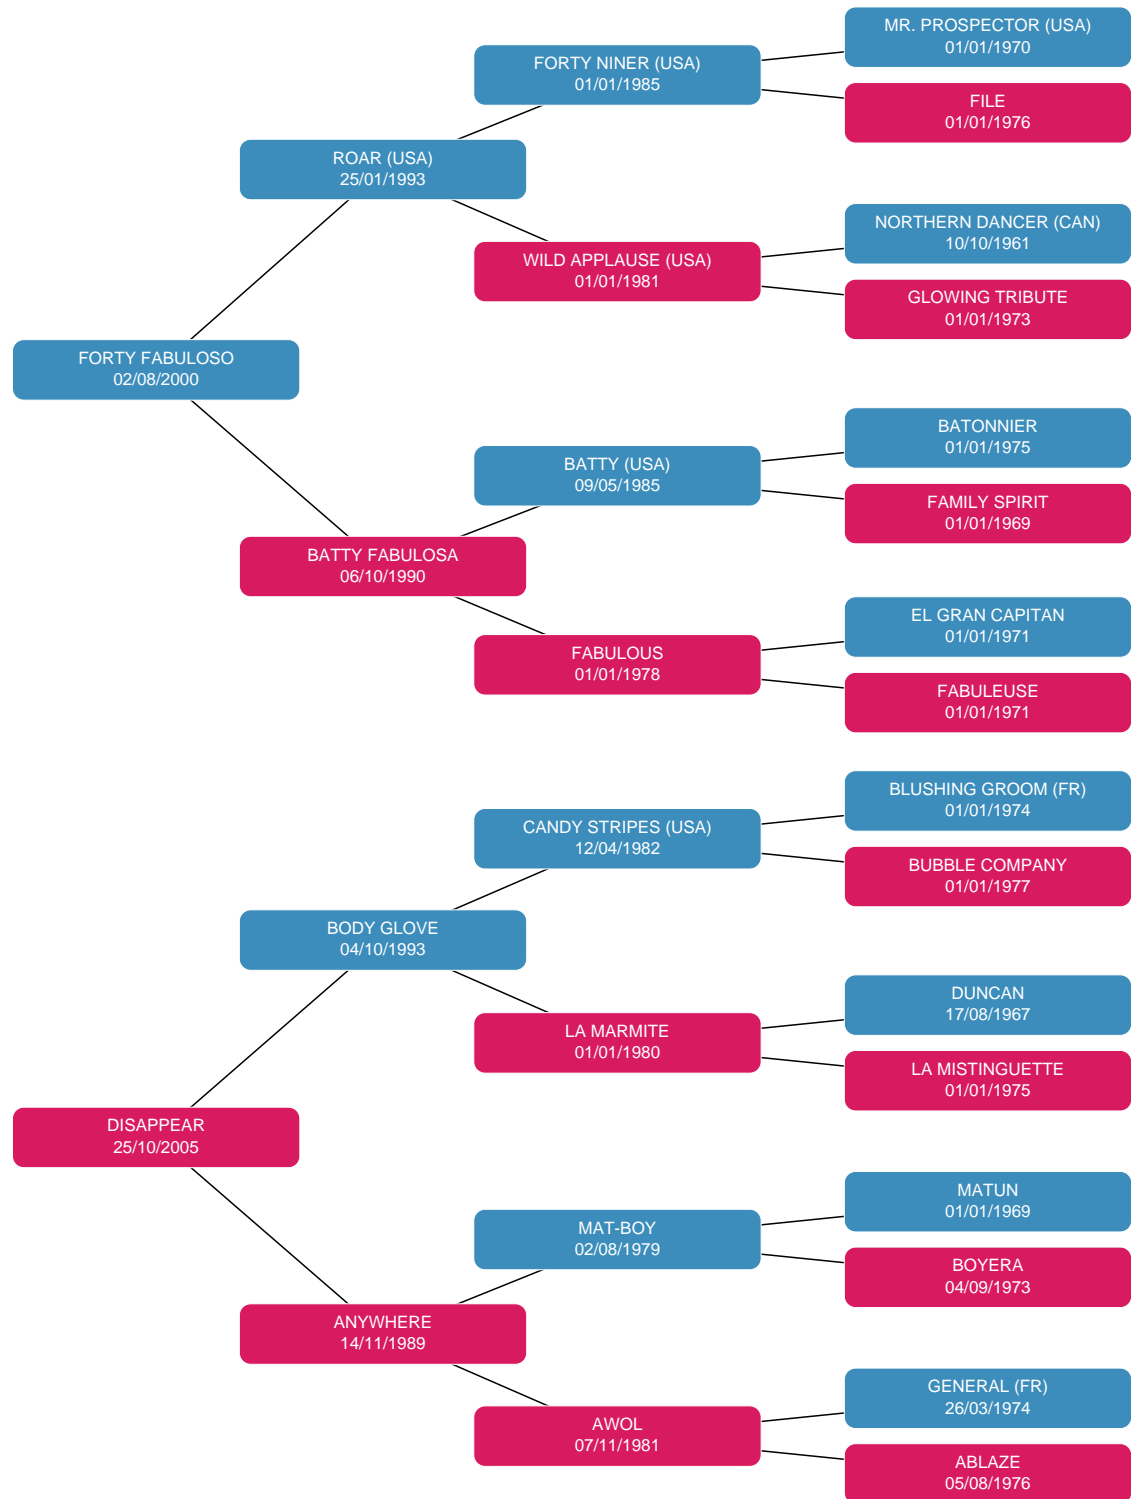 MR. PROSPECTOR (USA)
01/01/1970
FORTY NINER (USA)
01/01/1985
FILE
01/01/1976
ROAR (USA)
25/01/1993
NORTHERN DANCER (CAN)
10/10/1961
WILD APPLAUSE (USA)
01/01/1981
GLOWING TRIBUTE
01/01/1973
FORTY FABULOSO
02/08/2000
BATONNIER
01/01/1975
BATTY (USA)
09/05/1985
FAMILY SPIRIT
01/01/1969
BATTY FABULOSA
06/10/1990
EL GRAN CAPITAN
01/01/1971
FABULOUS
01/01/1978
FABULEUSE
01/01/1971
BLUSHING GROOM (FR)
01/01/1974
CANDY STRIPES (USA)
12/04/1982
BUBBLE COMPANY
01/01/1977
BODY GLOVE
04/10/1993
DUNCAN
17/08/1967
LA MARMITE
01/01/1980
LA MISTINGUETTE
01/01/1975
DISAPPEAR
25/10/2005
MATUN
01/01/1969
MAT-BOY
02/08/1979
BOYERA
04/09/1973
ANYWHERE
14/11/1989
GENERAL (FR)
26/03/1974
AWOL
07/11/1981
ABLAZE
05/08/1976